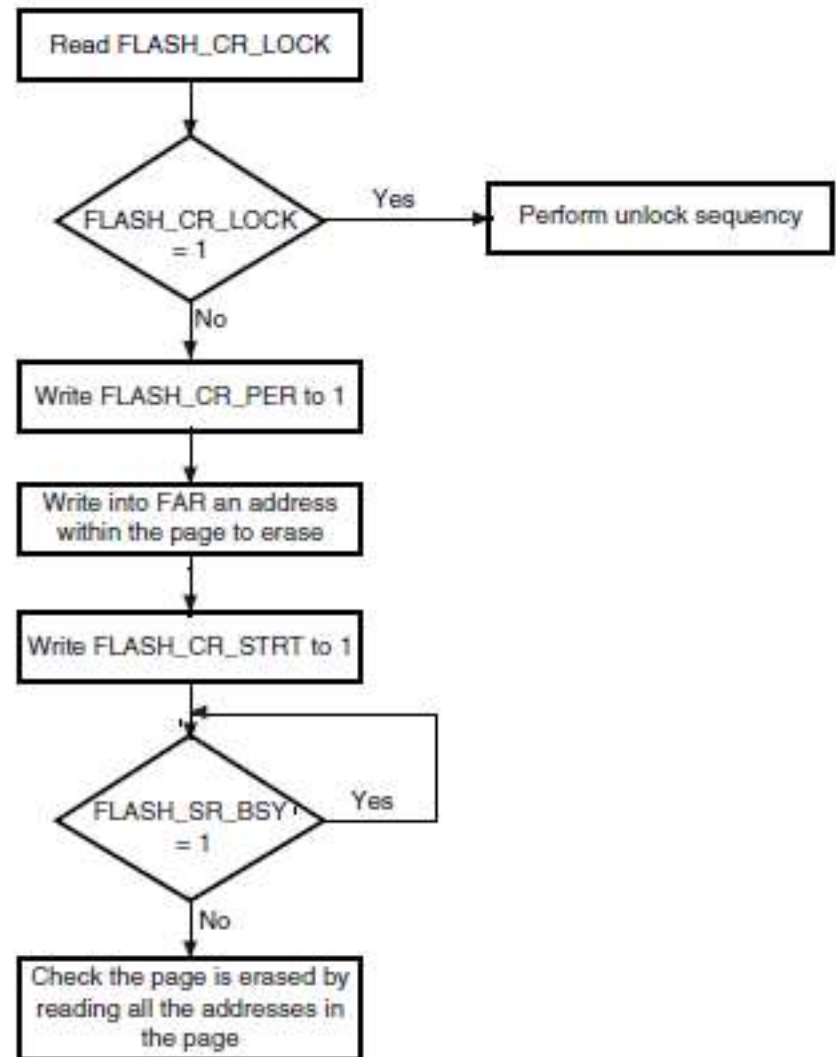 Read FLASH_CR_LOCK
FLASH_CR_LOCK
= 1
Yes
Perform unlock sequency
No
Write FLASH_CR_PER to 1
Write into FAR an address
within the page to erase
Write FLASH_CR_STRT to 1
FLASH_SR_BSY
= 1
Yes
No
Check the page is erased by
reading all the addresses in
the page